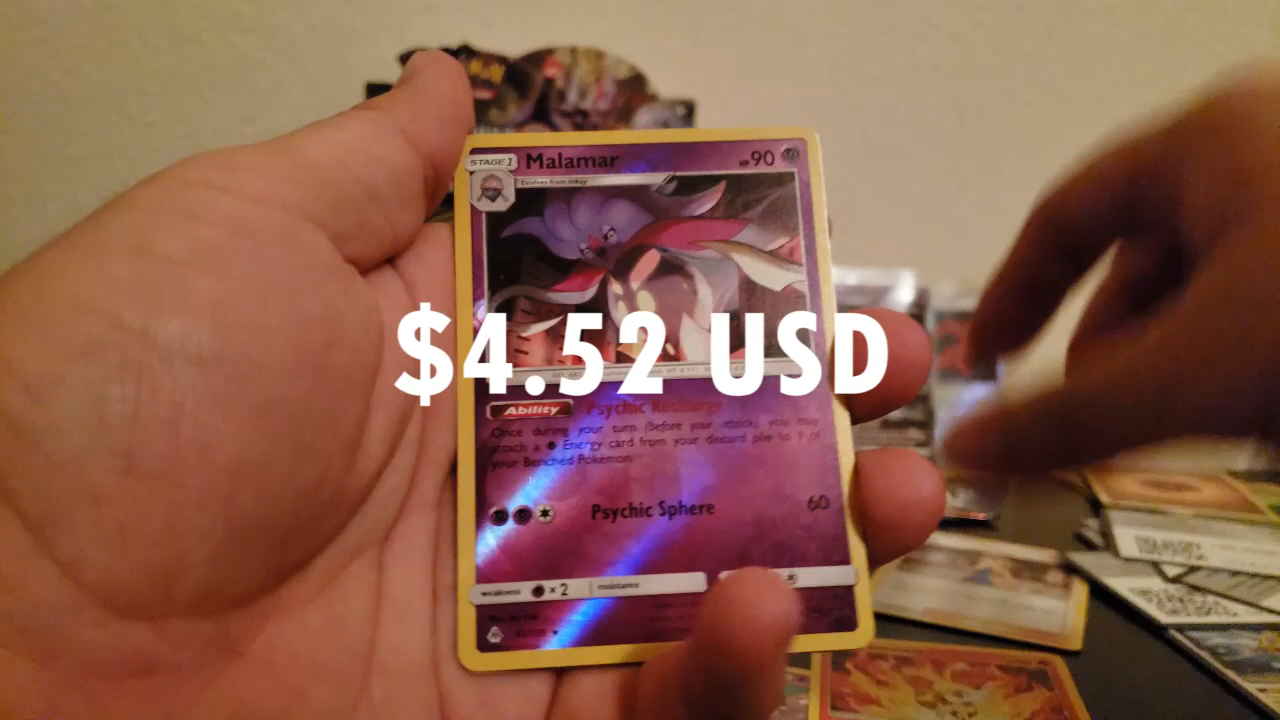 STAGE 1 Malamar HP 90
Evolves from Inkay
$4.52 USD
Ability Psychic Recharge
Once during your turn (before your attack), you may
attach a Energy card from your discard pile to 1 of
your Benched Pokémon.
Psychic Sphere 60
weakness × 2 resistance